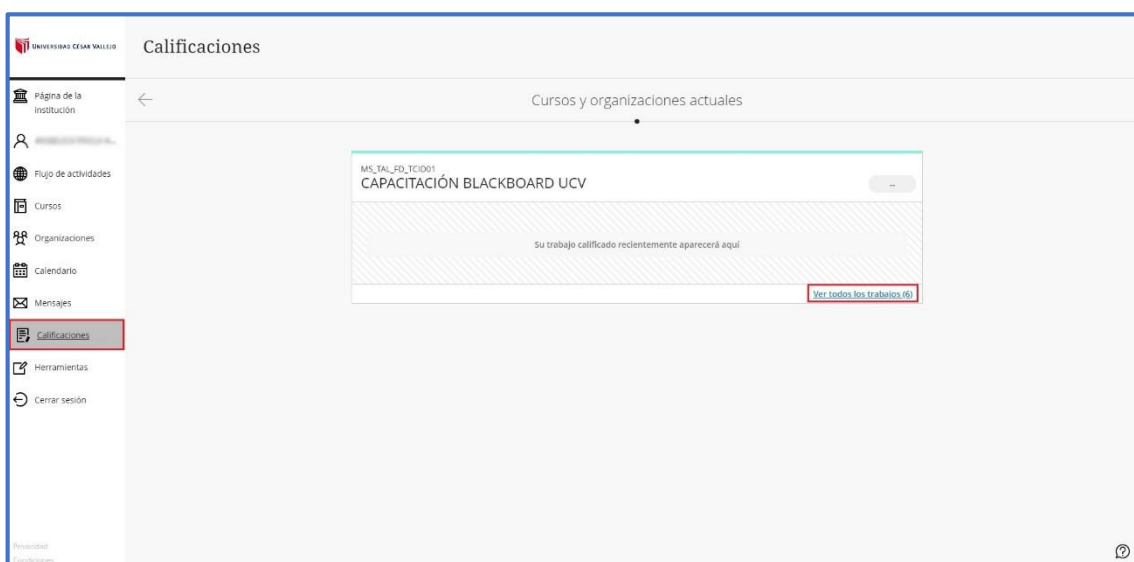 UNIVERSIDAD CÉSAR VALLEJO
Calificaciones
Página de la
institución
Flujo de actividades
Cursos
Organizaciones
Calendario
Mensajes
Calificaciones
Herramientas
Cerrar sesión
Privacidad
Condiciones
Cursos y organizaciones actuales
MS_TAL_FD_TCID01
CAPACITACIÓN BLACKBOARD UCV
--
Su trabajo calificado recientemente aparecerá aquí
Ver todos los trabajos (6)